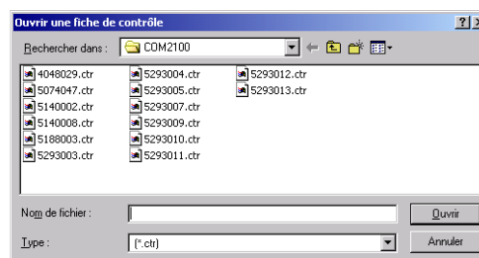 Ouvrir une fiche de contrôle
Rechercher dans : COM2100
4048029.ctr
5074047.ctr
5140002.ctr
5140008.ctr
5188003.ctr
5293003.ctr
5293004.ctr
5293005.ctr
5293007.ctr
5293009.ctr
5293010.ctr
5293011.ctr
5293012.ctr
5293013.ctr
Nom de fichier :
Ouvrir
Type : (*.ctr)
Annuler